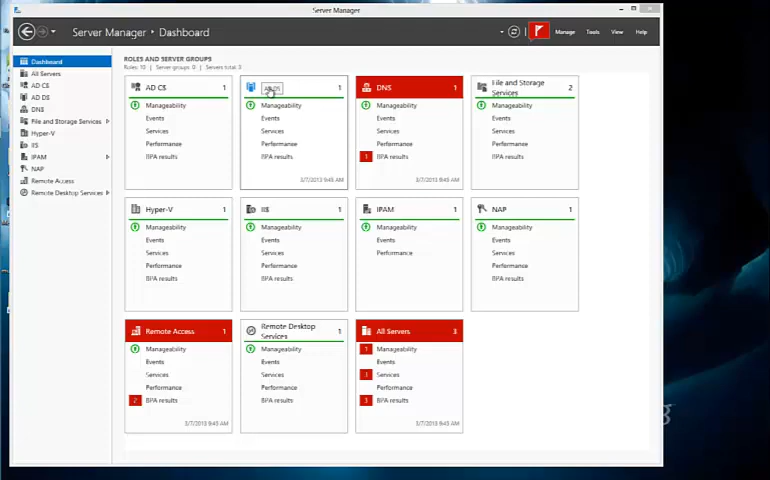 Server Manager
Server Manager • Dashboard
Manage Tools View Help
Dashboard
All Servers
AD CS
AD DS
DNS
File and Storage Services
Hyper-V
IIS
IPAM
NAP
Remote Access
Remote Desktop Services
ROLES AND SERVER GROUPS
Roles: 10 | Server groups: 0 | Servers total: 3
AD CS 1
Manageability
Events
Services
Performance
BPA results
AD DS 1
Manageability
Events
Services
Performance
BPA results
3/7/2013 9:45 AM
DNS 1
Manageability
Events
Services
Performance
1 BPA results
3/7/2013 9:45 AM
File and Storage
Services 2
Manageability
Events
Services
Performance
BPA results
Hyper-V 1
Manageability
Events
Services
Performance
BPA results
IIS 1
Manageability
Events
Services
Performance
BPA results
IPAM 1
Manageability
Events
Performance
NAP 1
Manageability
Events
Services
Performance
BPA results
Remote Access 1
Manageability
Events
Services
Performance
2 BPA results
3/7/2013 9:45 AM
Remote Desktop
Services 1
Manageability
Events
Services
Performance
BPA results
All Servers 3
1 Manageability
Events
3 Services
Performance
3 BPA results
3/7/2013 9:45 AM